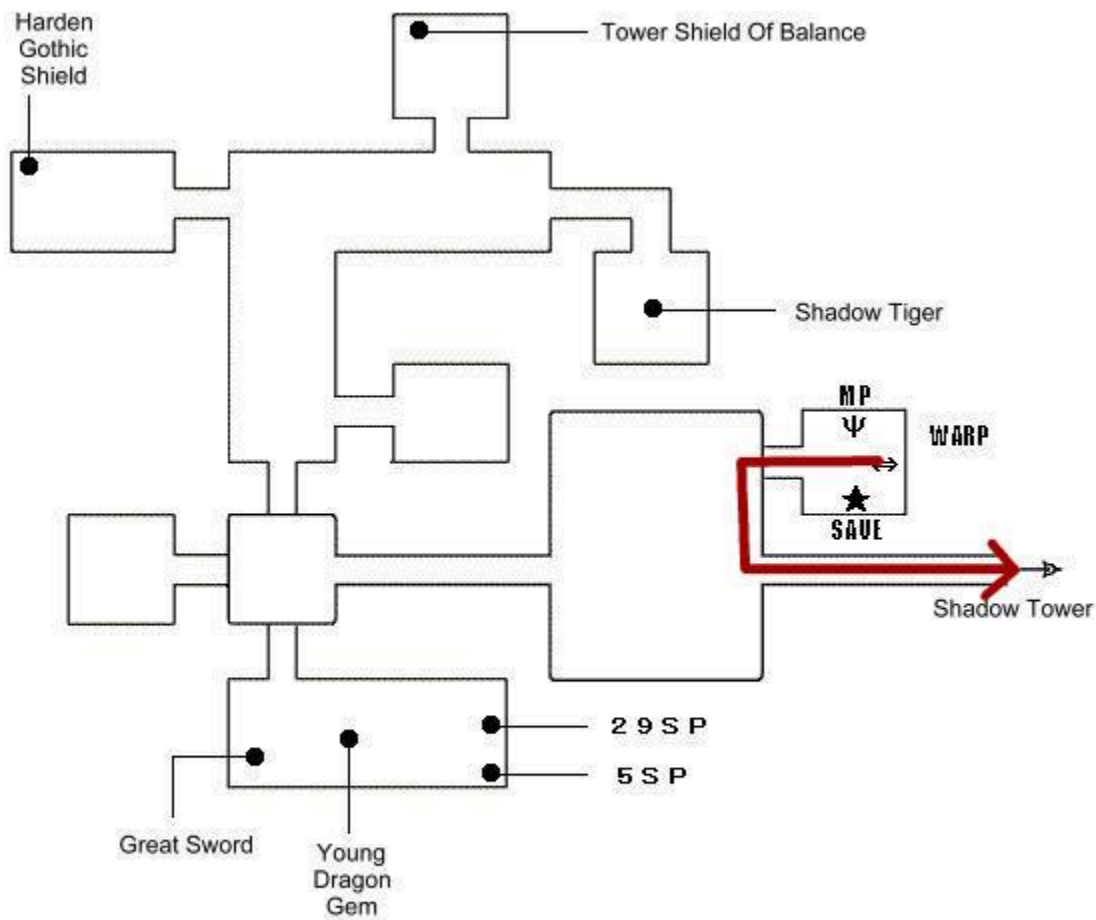 Harden
Gothic
Shield
Tower Shield Of Balance
Shadow Tiger
MP
WARP
SAVE
Shadow Tower
29SP
5SP
Great Sword
Young
Dragon
Gem